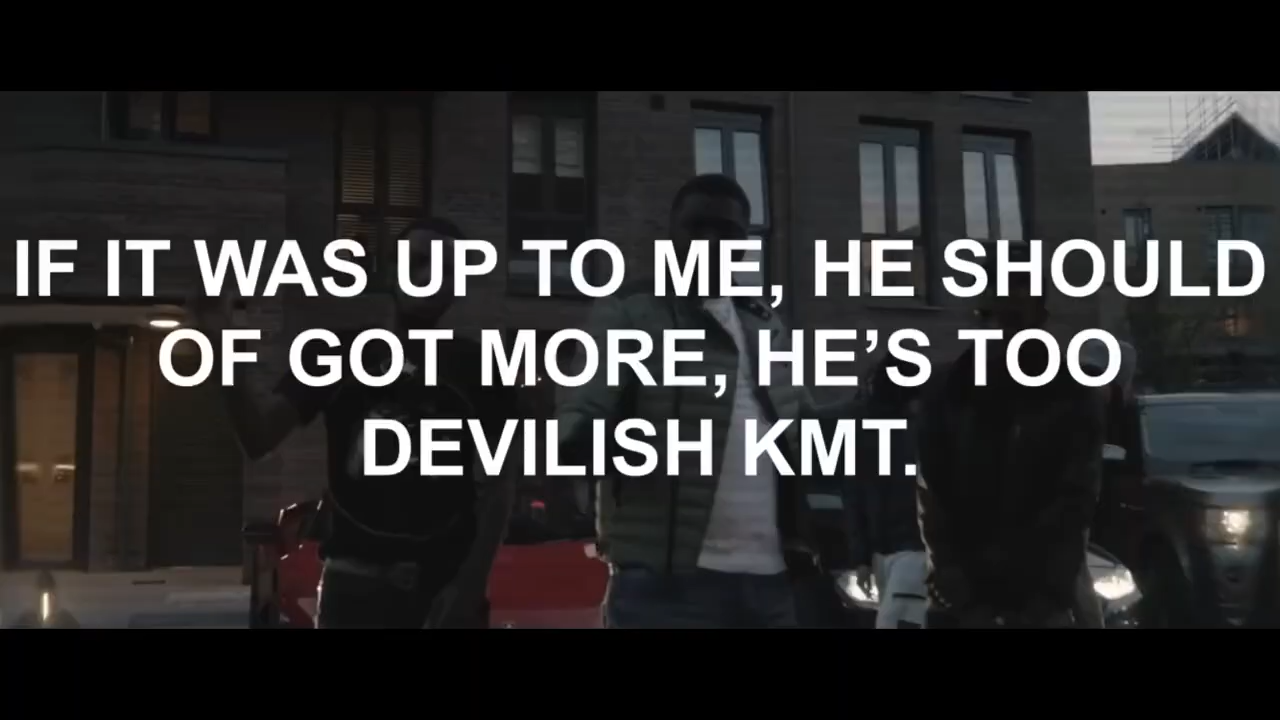 IF IT WAS UP TO ME, HE SHOULD
OF GOT MORE, HE’S TOO
DEVILISH KMT.